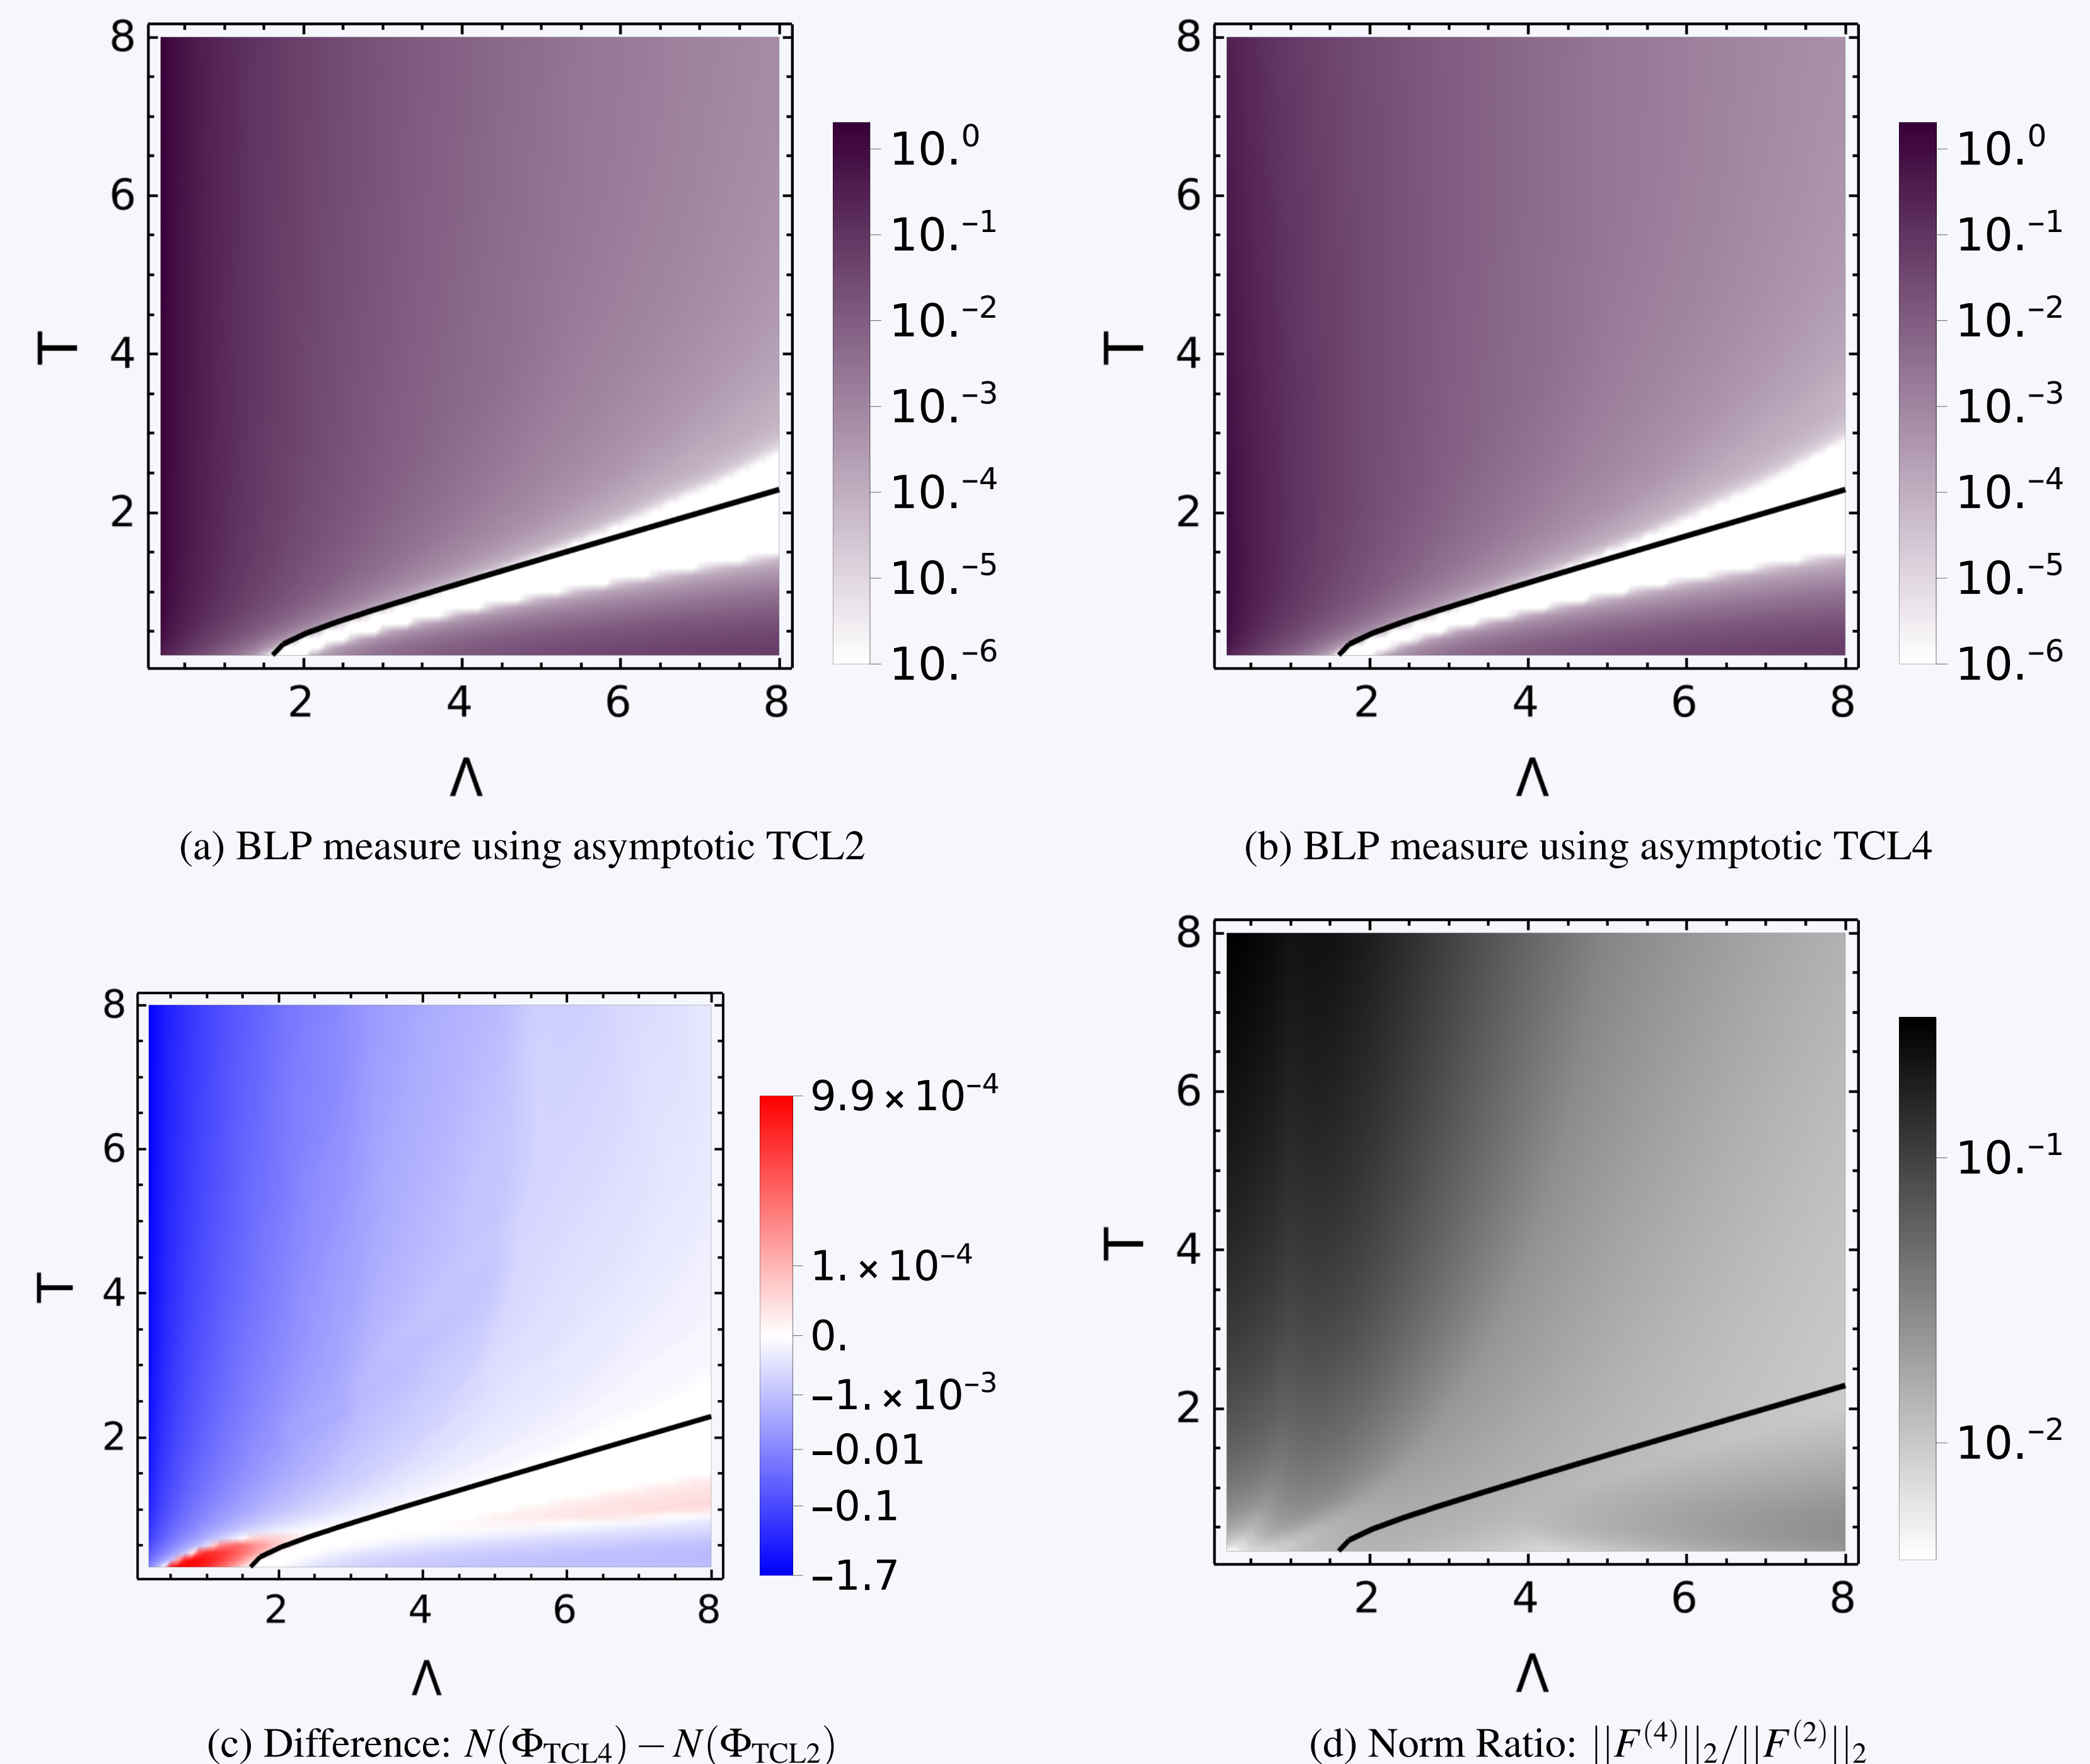 8
6
4
2
T
2 4 6 8
Λ
10.^0
10.^−1
10.^−2
10.^−3
10.^−4
10.^−5
10.^−6
(a) BLP measure using asymptotic TCL2
8
6
4
2
T
2 4 6 8
Λ
10.^0
10.^−1
10.^−2
10.^−3
10.^−4
10.^−5
10.^−6
(b) BLP measure using asymptotic TCL4
8
6
4
2
T
2 4 6 8
Λ
9.9×10^−4
1.×10^−4
0.
−1.×10^−3
−0.01
−0.1
−1.7
(c) Difference: N(Φ_TCL4) − N(Φ_TCL2)
8
6
4
2
T
2 4 6 8
Λ
10.^−1
10.^−2
(d) Norm Ratio: ||F^(4)||_2/||F^(2)||_2